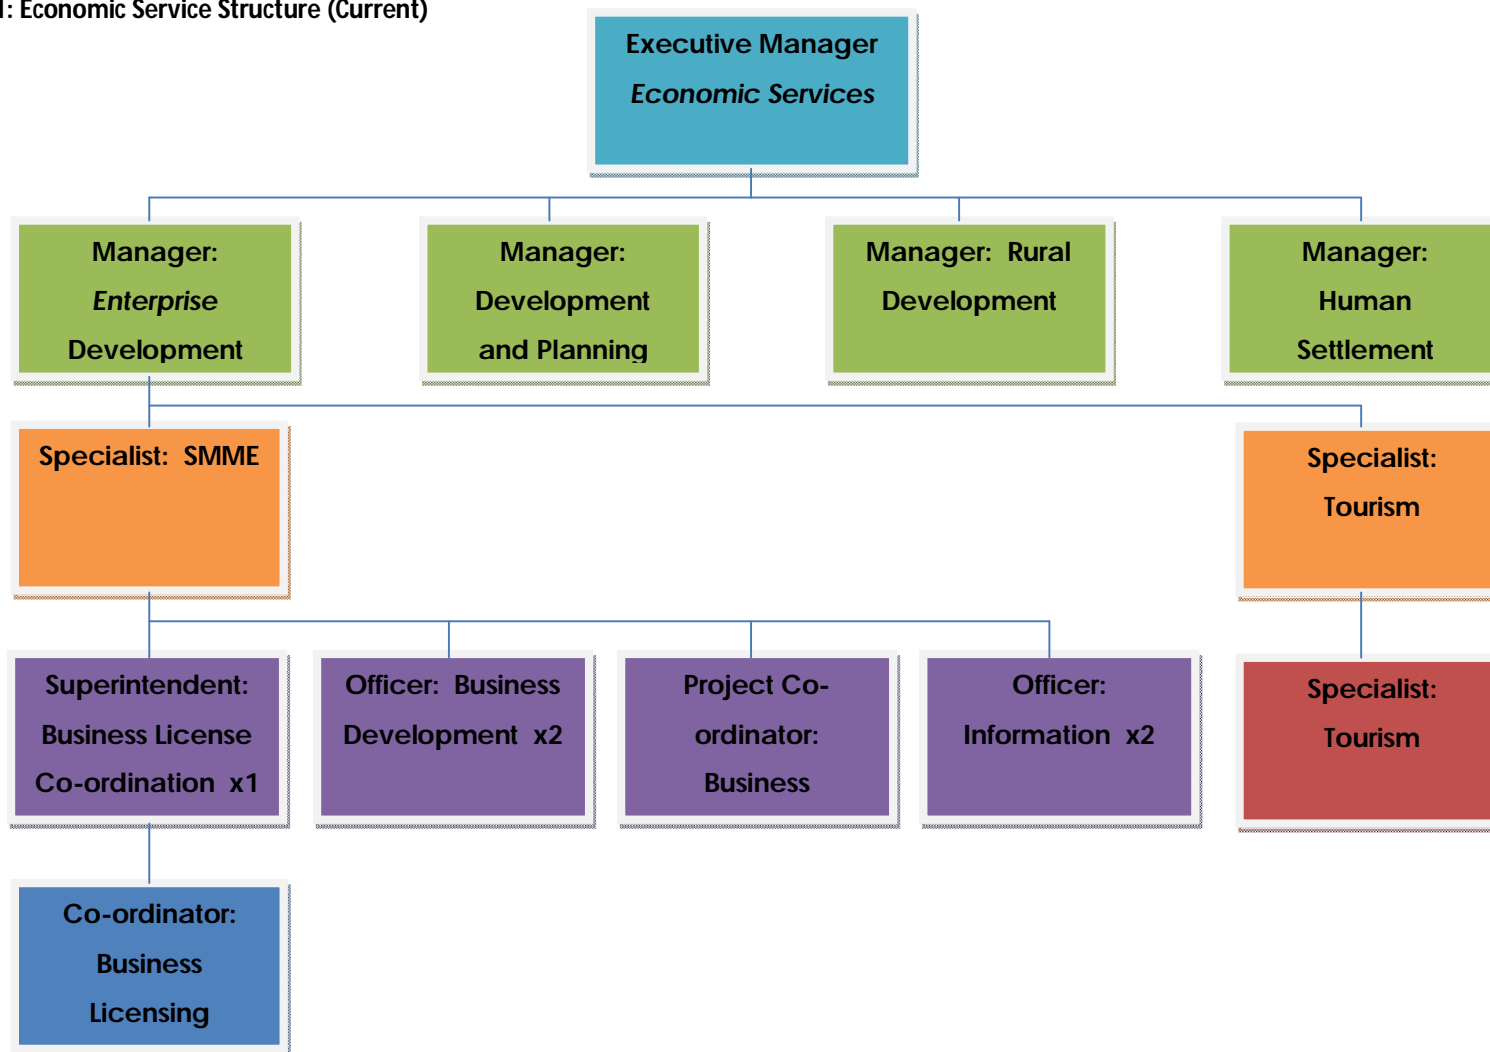 1: Economic Service Structure (Current)
Executive Manager
Economic Services
Manager:
Enterprise
Development
Manager:
Development
and Planning
Manager: Rural
Development
Manager:
Human
Settlement
Specialist: SMME
Specialist:
Tourism
Superintendent:
Business License
Co-ordination x1
Officer: Business
Development x2
Project Co-
ordinator:
Business
Officer:
Information x2
Specialist:
Tourism
Co-ordinator:
Business
Licensing